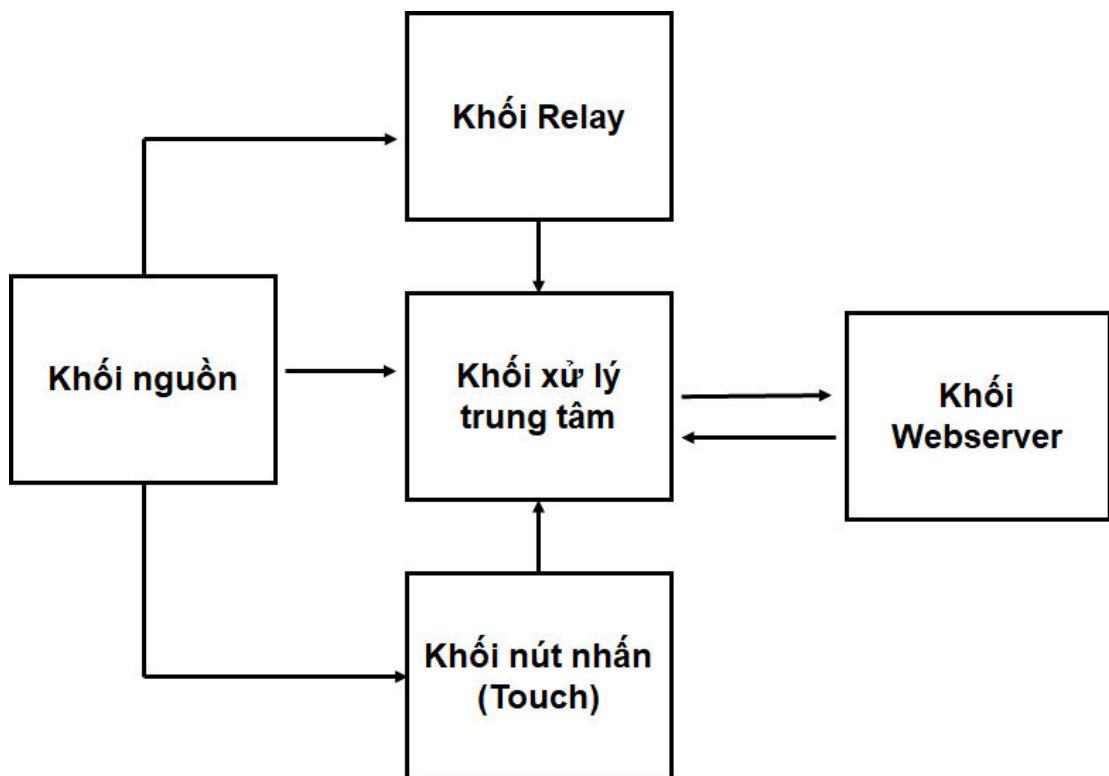 Khối Relay
Khối nguồn
Khối xử lý
trung tâm
Khối
Webserver
Khối nút nhấn
(Touch)